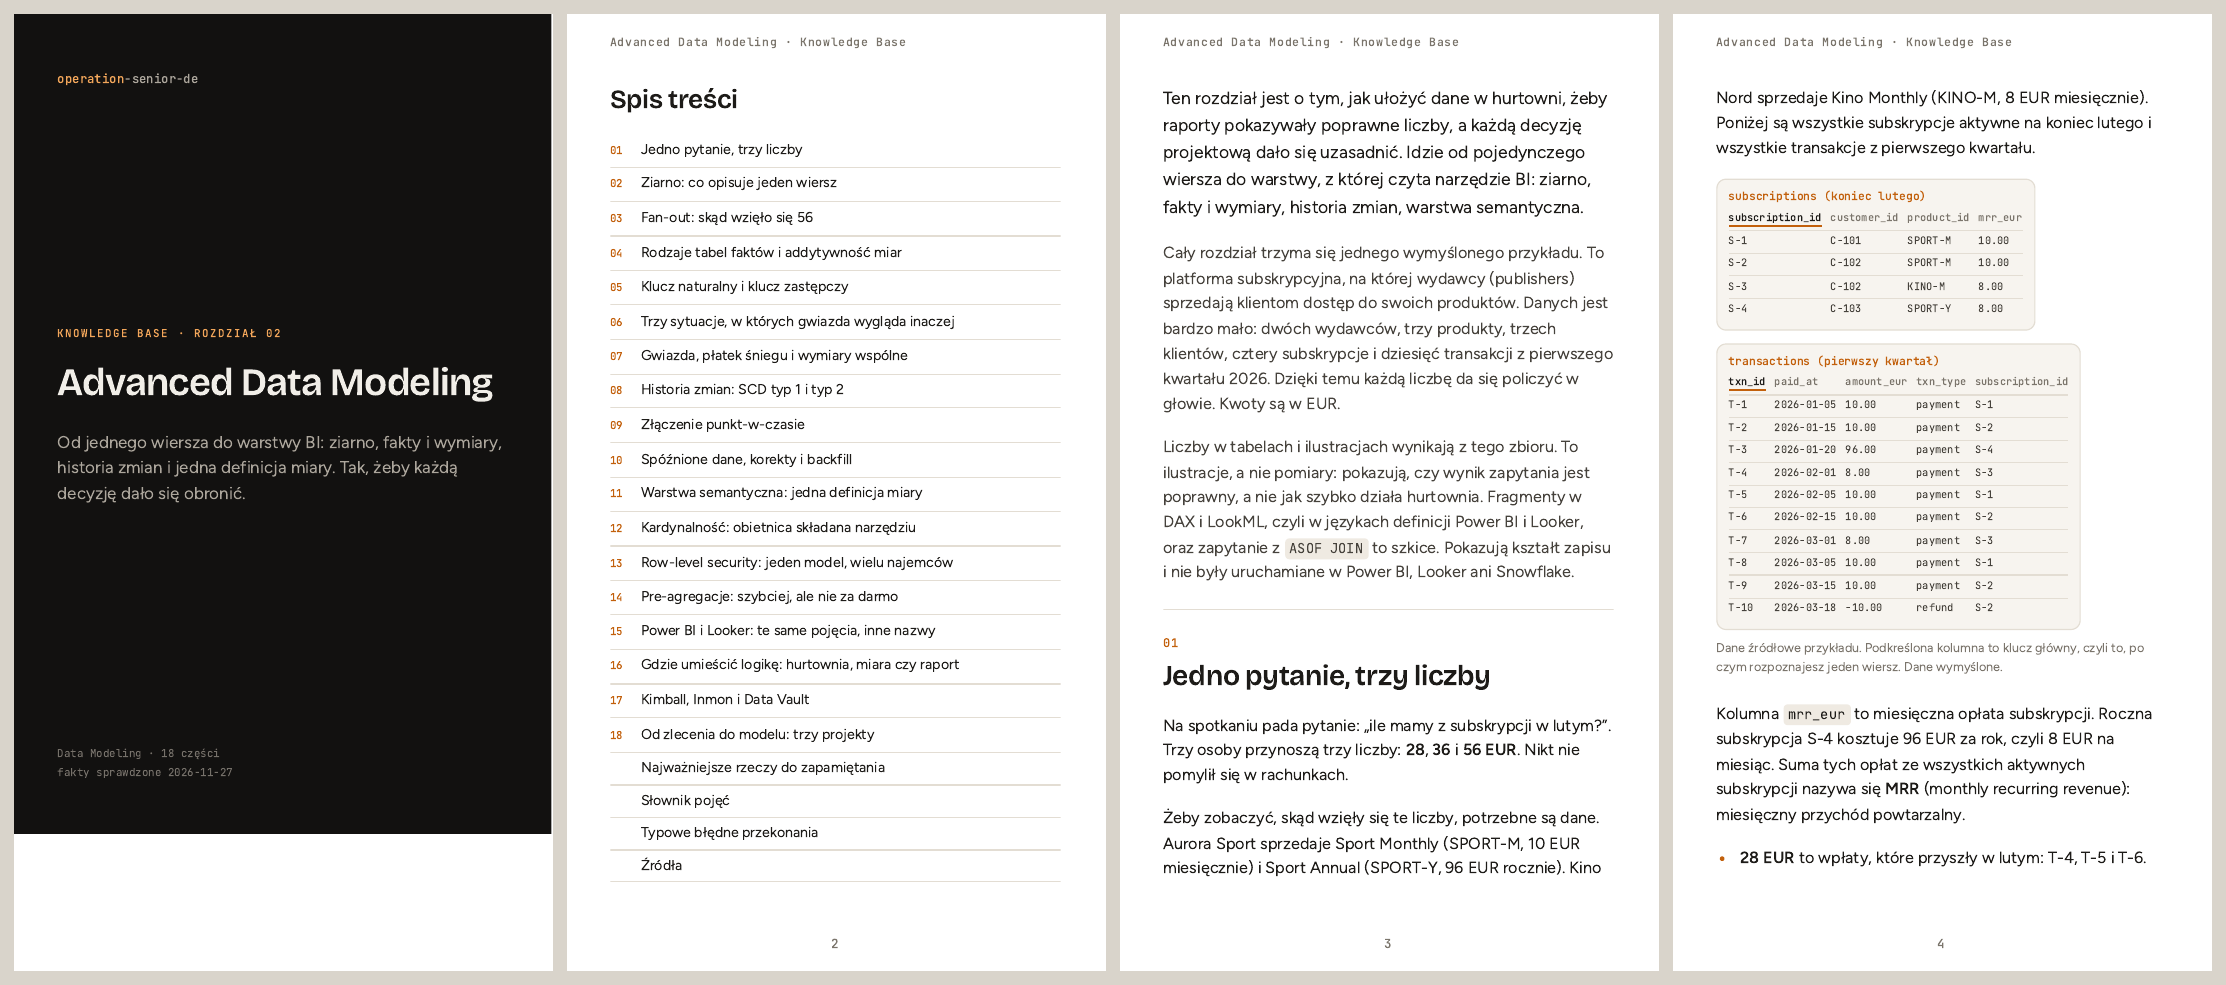 operation-senior-de
KNOWLEDGE BASE · ROZDZIAŁ 02
Advanced Data Modeling
Od jednego wiersza do warstwy BI: ziarno, fakty i wymiary,
historia zmian i jedna definicja miary. Tak, żeby każdą
decyzję dało się obronić.
Data Modeling · 18 części
fakty sprawdzone 2026-11-27
Advanced Data Modeling · Knowledge Base
Spis treści
01 Jedno pytanie, trzy liczby
02 Ziarno: co opisuje jeden wiersz
03 Fan-out: skąd wzięło się 56
04 Rodzaje tabel faktów i addytywność miar
05 Klucz naturalny i klucz zastępczy
06 Trzy sytuacje, w których gwiazda wygląda inaczej
07 Gwiazda, płatek śniegu i wymiary wspólne
08 Historia zmian: SCD typ 1 i typ 2
09 Złączenie punkt-w-czasie
10 Spóźnione dane, korekty i backfill
11 Warstwa semantyczna: jedna definicja miary
12 Kardynalność: obietnica składana narzędziu
13 Row-level security: jeden model, wielu najemców
14 Pre-agregacje: szybciej, ale nie za darmo
15 Power BI i Looker: te same pojęcia, inne nazwy
16 Gdzie umieścić logikę: hurtownia, miara czy raport
17 Kimball, Inmon i Data Vault
18 Od zlecenia do modelu: trzy projekty
Najważniejsze rzeczy do zapamiętania
Słownik pojęć
Typowe błędne przekonania
Źródła
2
Advanced Data Modeling · Knowledge Base
Ten rozdział jest o tym, jak ułożyć dane w hurtowni, żeby
raporty pokazywały poprawne liczby, a każdą decyzję
projektową dało się uzasadnić. Idzie od pojedynczego
wiersza do warstwy, z której czyta narzędzie BI: ziarno,
fakty i wymiary, historia zmian, warstwa semantyczna.
Cały rozdział trzyma się jednego wymyślonego przykładu. To
platforma subskrypcyjna, na której wydawcy (publishers)
sprzedają klientom dostęp do swoich produktów. Danych jest
bardzo mało: dwóch wydawców, trzy produkty, trzech
klientów, cztery subskrypcje i dziesięć transakcji z pierwszego
kwartału 2026. Dzięki temu każdą liczbę da się policzyć w
głowie. Kwoty są w EUR.
Liczby w tabelach i ilustracjach wynikają z tego zbioru. To
ilustracje, a nie pomiary: pokazują, czy wynik zapytania jest
poprawny, a nie jak szybko działa hurtownia. Fragmenty w
DAX i LookML, czyli w językach definicji Power BI i Looker,
oraz zapytanie z ASOF JOIN to szkice. Pokazują kształt zapisu
i nie były uruchamiane w Power BI, Looker ani Snowflake.
01
Jedno pytanie, trzy liczby
Na spotkaniu pada pytanie: „ile mamy z subskrypcji w lutym?”.
Trzy osoby przynoszą trzy liczby: 28, 36 i 56 EUR. Nikt nie
pomylił się w rachunkach.
Żeby zobaczyć, skąd wzięły się te liczby, potrzebne są dane.
Aurora Sport sprzedaje Sport Monthly (SPORT-M, 10 EUR
miesięcznie) i Sport Annual (SPORT-Y, 96 EUR rocznie). Kino
3
Advanced Data Modeling · Knowledge Base
Nord sprzedaje Kino Monthly (KINO-M, 8 EUR miesięcznie).
Poniżej są wszystkie subskrypcje aktywne na koniec lutego i
wszystkie transakcje z pierwszego kwartału.
subscriptions (koniec lutego)
subscription_id customer_id product_id mrr_eur
S-1 C-101 SPORT-M 10.00
S-2 C-102 SPORT-M 10.00
S-3 C-102 KINO-M 8.00
S-4 C-103 SPORT-Y 8.00
transactions (pierwszy kwartał)
txn_id paid_at amount_eur txn_type subscription_id
T-1 2026-01-05 10.00 payment S-1
T-2 2026-01-15 10.00 payment S-2
T-3 2026-01-20 96.00 payment S-4
T-4 2026-02-01 8.00 payment S-3
T-5 2026-02-05 10.00 payment S-1
T-6 2026-02-15 10.00 payment S-2
T-7 2026-03-01 8.00 payment S-3
T-8 2026-03-05 10.00 payment S-1
T-9 2026-03-15 10.00 payment S-2
T-10 2026-03-18 -10.00 refund S-2
Dane źródłowe przykładu. Podkreślona kolumna to klucz główny, czyli to, po
czym rozpoznajesz jeden wiersz. Dane wymyślone.
Kolumna mrr_eur to miesięczna opłata subskrypcji. Roczna
subskrypcja S-4 kosztuje 96 EUR za rok, czyli 8 EUR na
miesiąc. Suma tych opłat ze wszystkich aktywnych
subskrypcji nazywa się MRR (monthly recurring revenue):
miesięczny przychód powtarzalny.
• 28 EUR to wpłaty, które przyszły w lutym: T-4, T-5 i T-6.
4